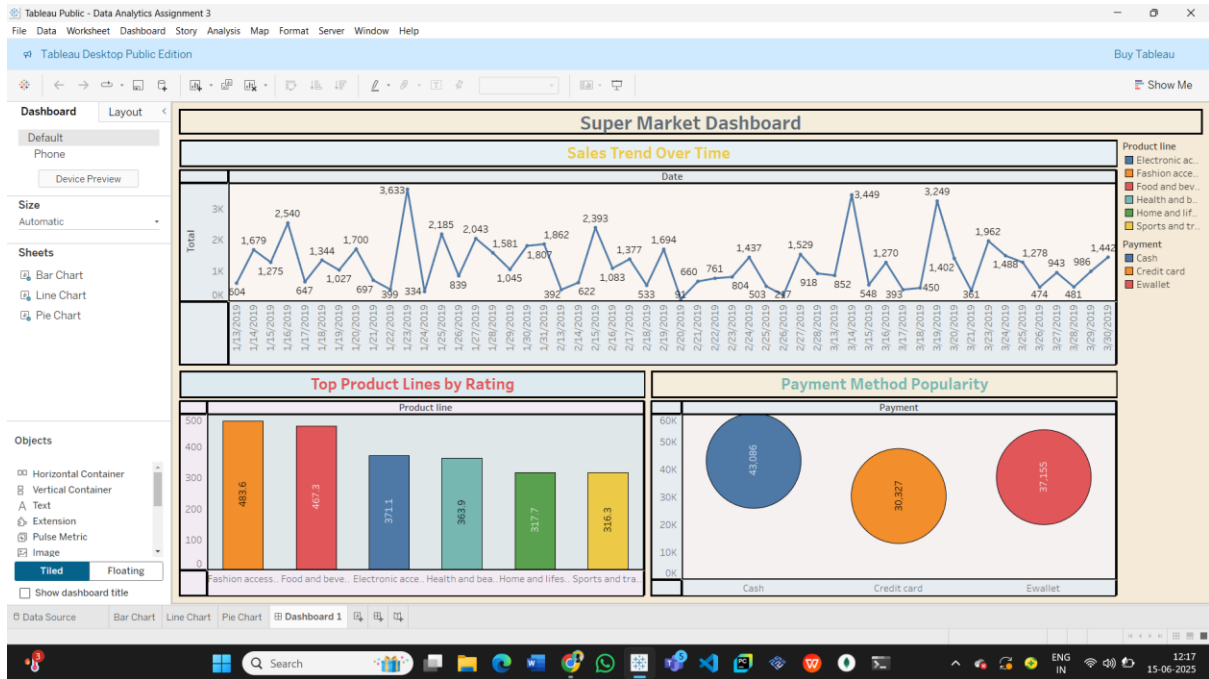 Tableau Public - Data Analytics Assignment 3
File Data Worksheet Dashboard Story Analysis Map Format Server Window Help
Tableau Desktop Public Edition
Buy Tableau
Show Me
Dashboard Layout
Default
Phone
Device Preview
Size
Automatic
Sheets
Bar Chart
Line Chart
Pie Chart
Objects
Horizontal Container
Vertical Container
Text
Extension
Pulse Metric
Image
Tiled Floating
Show dashboard title
Super Market Dashboard
Sales Trend Over Time
Date
Total
3K
2K
1K
0K
604 1,679 1,275 2,540 647 1,344 1,027 1,700 697 399 3,633 334 2,185 839 2,043 1,581 1,045 1,807 1,862 392 622 2,393 1,083 1,377 533 1,694 660 761 804 1,437 503 1,529 918 852 3,449 548 1,270 393 450 3,249 1,402 361 1,962 1,488 1,278 474 943 481 986 1,442
1/13/2019 1/14/2019 1/15/2019 1/16/2019 1/17/2019 1/18/2019 1/19/2019 1/20/2019 1/21/2019 1/22/2019 1/23/2019 1/24/2019 1/25/2019 1/26/2019 1/27/2019 1/28/2019 1/29/2019 1/30/2019 1/31/2019 2/13/2019 2/14/2019 2/15/2019 2/16/2019 2/17/2019 2/18/2019 2/19/2019 2/20/2019 2/21/2019 2/22/2019 2/23/2019 2/24/2019 2/25/2019 2/26/2019 2/27/2019 2/28/2019 3/13/2019 3/14/2019 3/15/2019 3/16/2019 3/17/2019 3/18/2019 3/19/2019 3/20/2019 3/21/2019 3/22/2019 3/23/2019 3/24/2019 3/25/2019 3/26/2019 3/27/2019 3/28/2019 3/29/2019 3/30/2019
Product line
Electronic ac..
Fashion acce..
Food and bev..
Health and b..
Home and lif..
Sports and tr..
Payment
Cash
Credit card
Ewallet
Top Product Lines by Rating
Product line
500
400
300
200
100
0
483.6 467.3 371.1 363.9 317.7 316.3
Fashion access.. Food and beve.. Electronic acce.. Health and bea.. Home and lifes.. Sports and tra..
Payment Method Popularity
Payment
60K
50K
40K
30K
20K
10K
0K
43,086 30,327 37,155
Cash Credit card Ewallet
Data Source Bar Chart Line Chart Pie Chart Dashboard 1
3
Search
5
ENG
IN
12:17
15-06-2025